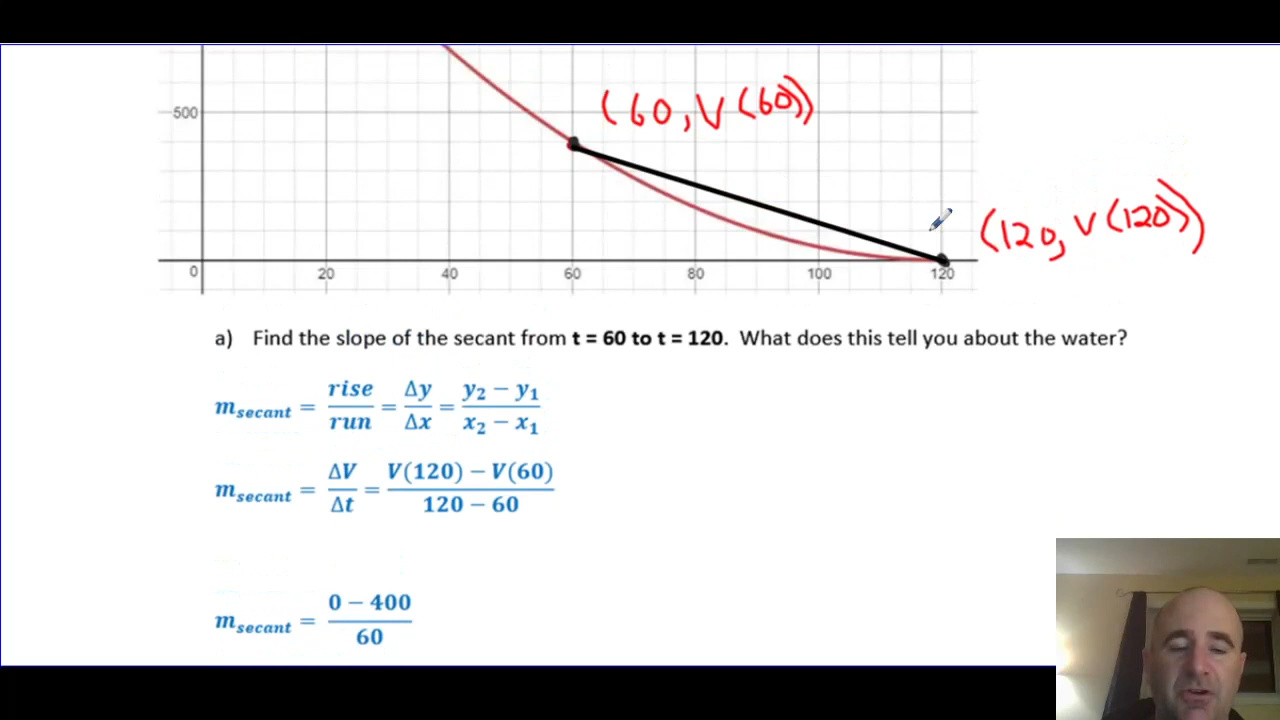 (60, V(60))
500
(120, V(120))
0 20 40 60 80 100 120
a) Find the slope of the secant from t = 60 to t = 120. What does this tell you about the water?
m_secant = rise/run = Δy/Δx = (y₂ − y₁)/(x₂ − x₁)
m_secant = ΔV/Δt = (V(120) − V(60))/(120 − 60)
m_secant = (0 − 400)/60